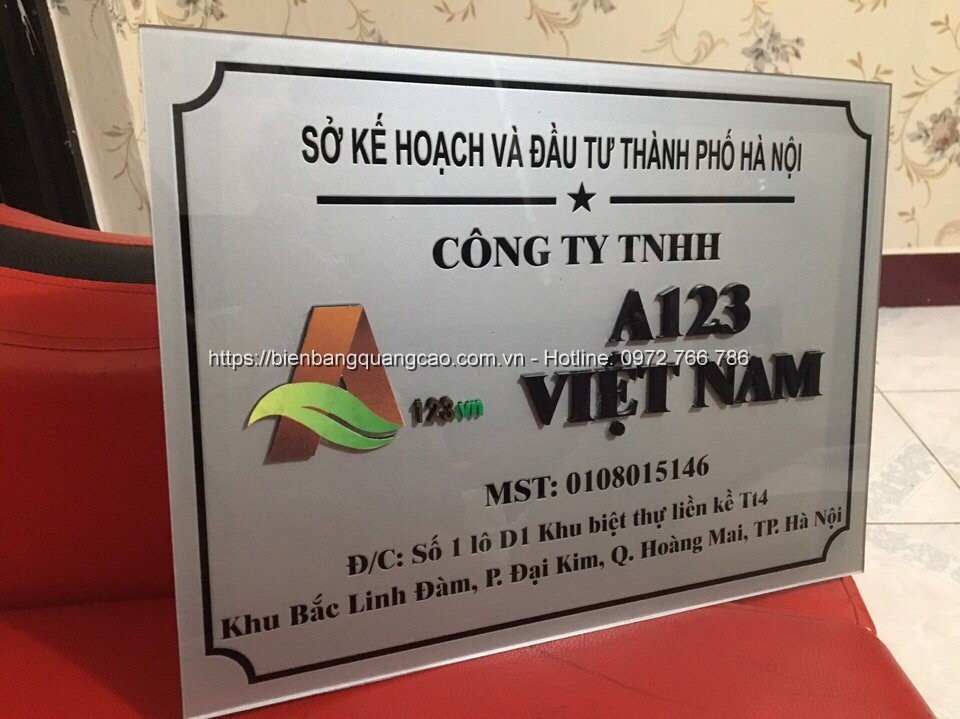 SỞ KẾ HOẠCH VÀ ĐẦU TƯ THÀNH PHỐ HÀ NỘI
CÔNG TY TNHH
A123
VIỆT NAM
https://bienbangquangcao.com.vn - Hotline: 0972 766 786
123.vn
MST: 0108015146
Đ/C: Số 1 lô D1 Khu biệt thự liền kề Tt4
Khu Bắc Linh Đàm, P. Đại Kim, Q. Hoàng Mai, TP. Hà Nội